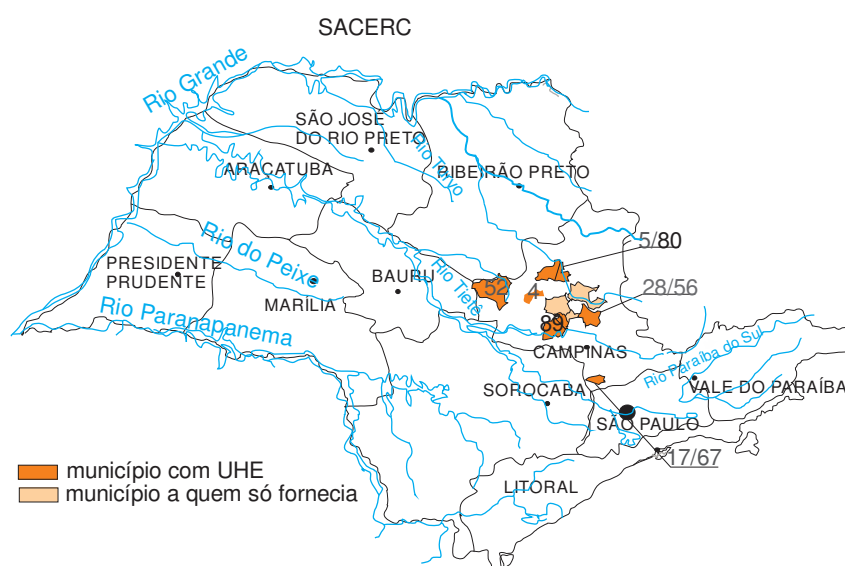 SACERC
Rio Grande
SÃO JOSÉ
DO RIO PRETO
Rio Turvo
ARAÇATUBA
RIBEIRÃO PRETO
5/80
Rio do Peixe
PRESIDENTE
PRUDENTE
BAURU
Rio Tietê
52
4
28/56
MARÍLIA
Rio Paranapanema
89
CAMPINAS
Rio Paraíba do Sul
SOROCABA
VALE DO PARAÍBA
SÃO PAULO
17/67
município com UHE
município a quem só fornecia
LITORAL